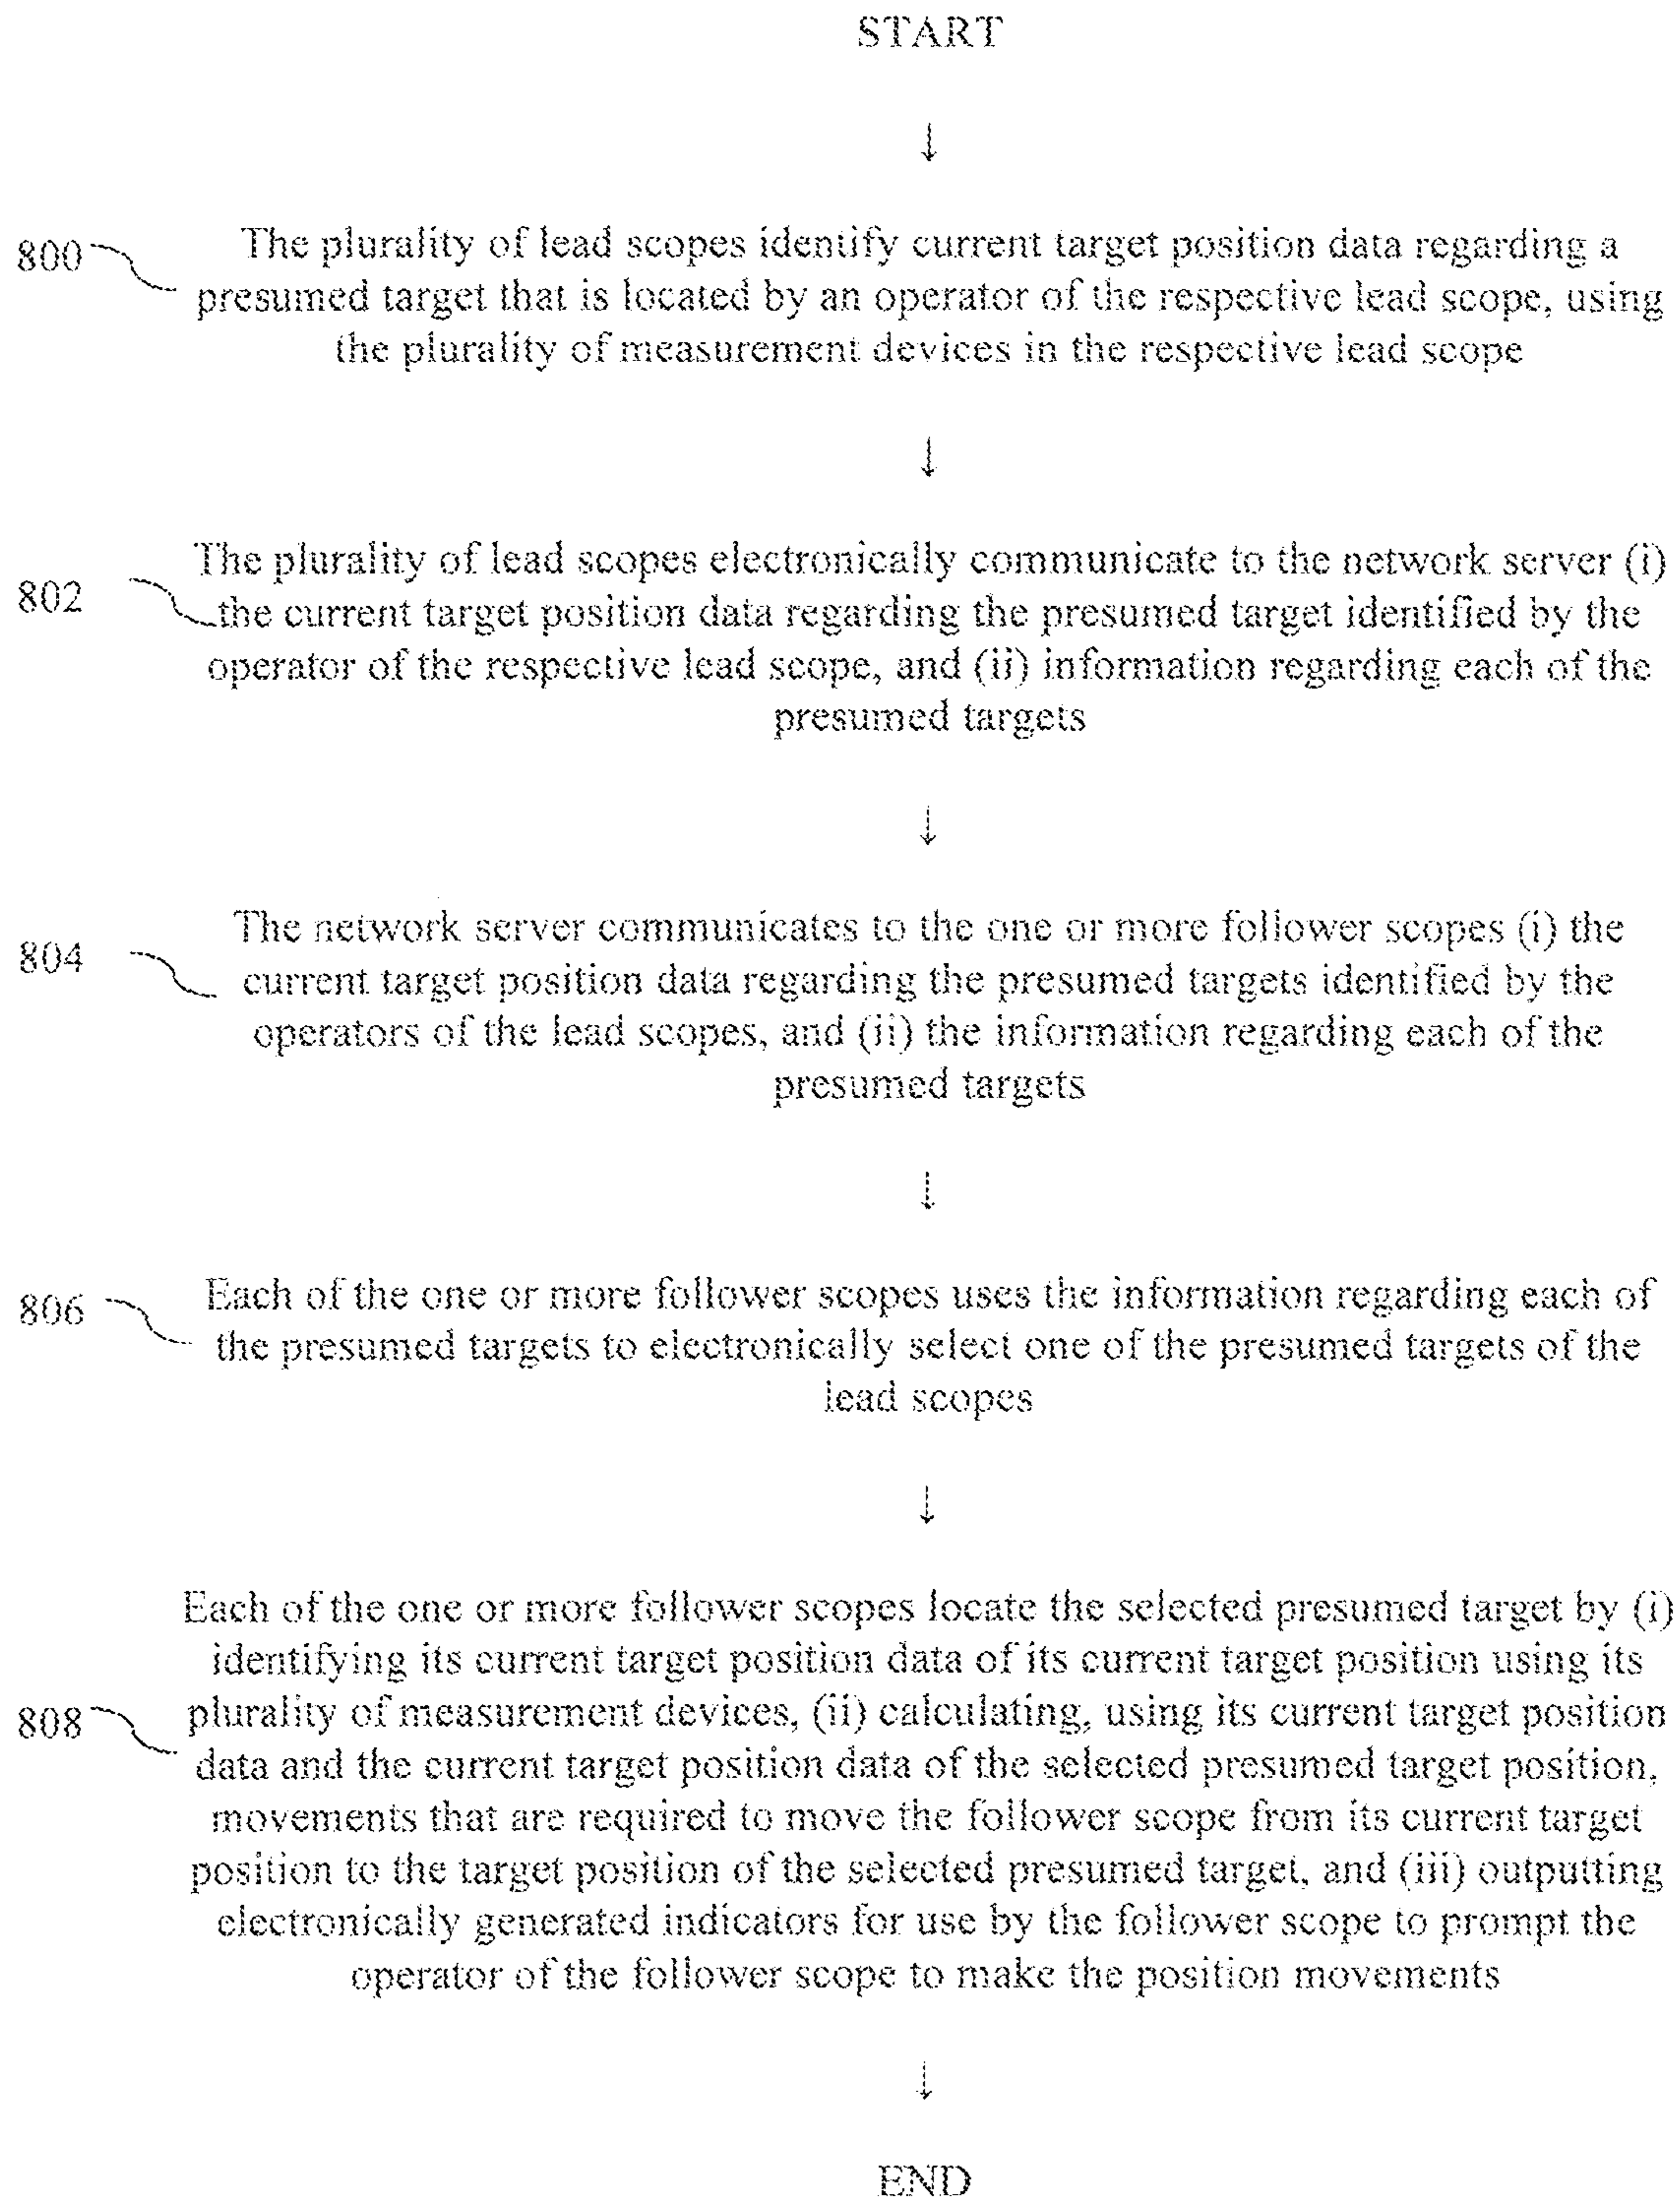 START
↓
800 The plurality of lead scopes identify current target position data regarding a
presumed target that is located by an operator of the respective lead scope, using
the plurality of measurement devices in the respective lead scope
↓
The plurality of lead scopes electronically communicate to the network server (i)
802 the current target position data regarding the presumed target identified by the
operator of the respective lead scope, and (ii) information regarding each of the
presumed targets
↓
The network server communicates to the one or more follower scopes (i) the
804 current target position data regarding the presumed targets identified by the
operators of the lead scopes, and (ii) the information regarding each of the
presumed targets
↓
806 Each of the one or more follower scopes uses the information regarding each of
the presumed targets to electronically select one of the presumed targets of the
lead scopes
↓
Each of the one or more follower scopes locate the selected presumed target by (i)
identifying its current target position data of its current target position using its
808 plurality of measurement devices, (ii) calculating, using its current target position
data and the current target position data of the selected presumed target position,
movements that are required to move the follower scope from its current target
position to the target position of the selected presumed target, and (iii) outputting
electronically generated indicators for use by the follower scope to prompt the
operator of the follower scope to make the position movements
↓
END